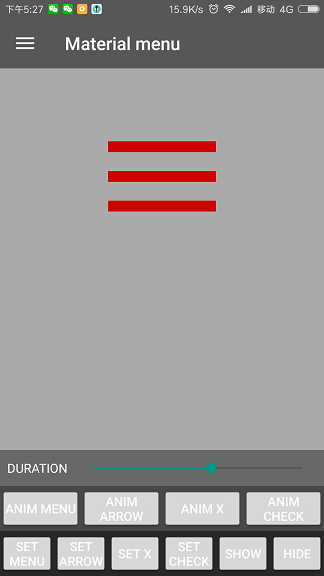 下午5:27 15.9K/s 移动 4G
Material menu
DURATION
ANIM MENU ANIM ARROW ANIM X ANIM CHECK
SET MENU SET ARROW SET X SET CHECK SHOW HIDE